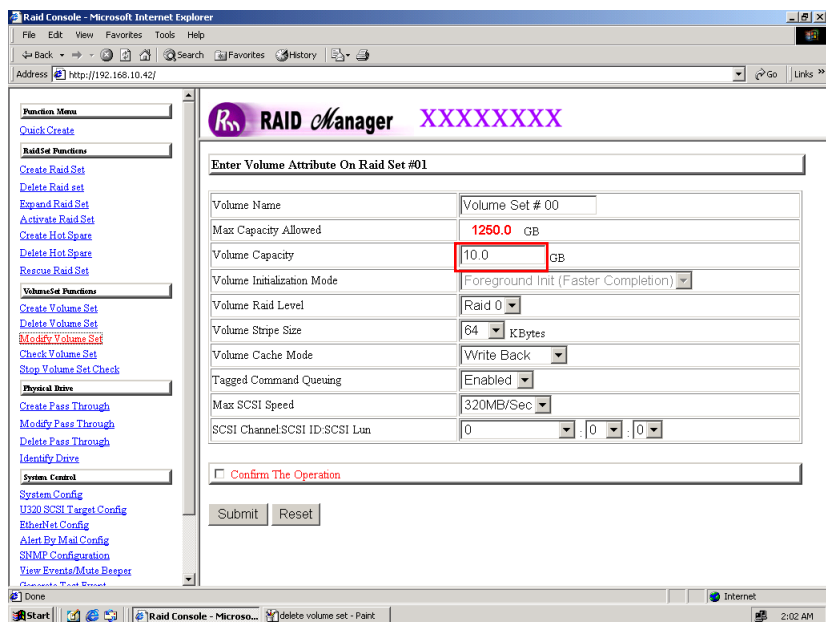 Raid Console - Microsoft Internet Explorer
File Edit View Favorites Tools Help
Back Search Favorites History
Address http://192.168.10.42/ Go Links »
Function Menu
Quick Create
RaidSet Functions
Create Raid Set
Delete Raid set
Expand Raid Set
Activate Raid Set
Create Hot Spare
Delete Hot Spare
Rescue Raid Set
VolumeSet Functions
Create Volume Set
Delete Volume Set
Modify Volume Set
Check Volume Set
Stop Volume Set Check
Physical Drive
Create Pass Through
Modify Pass Through
Delete Pass Through
Identify Drive
System Control
System Config
U320 SCSI Target Config
EtherNet Config
Alert By Mail Config
SNMP Configuration
View Events/Mute Beeper
Generate Test Event
Rm RAID Manager XXXXXXXX
Enter Volume Attribute On Raid Set #01
Volume Name Volume Set # 00
Max Capacity Allowed 1250.0 GB
Volume Capacity 10.0 GB
Volume Initialization Mode Foreground Init (Faster Completion)
Volume Raid Level Raid 0
Volume Stripe Size 64 KBytes
Volume Cache Mode Write Back
Tagged Command Queuing Enabled
Max SCSI Speed 320MB/Sec
SCSI Channel:SCSI ID:SCSI Lun 0 : 0 : 0
Confirm The Operation
Submit Reset
Done Internet
Start Raid Console - Microso... delete volume set - Paint 2:02 AM